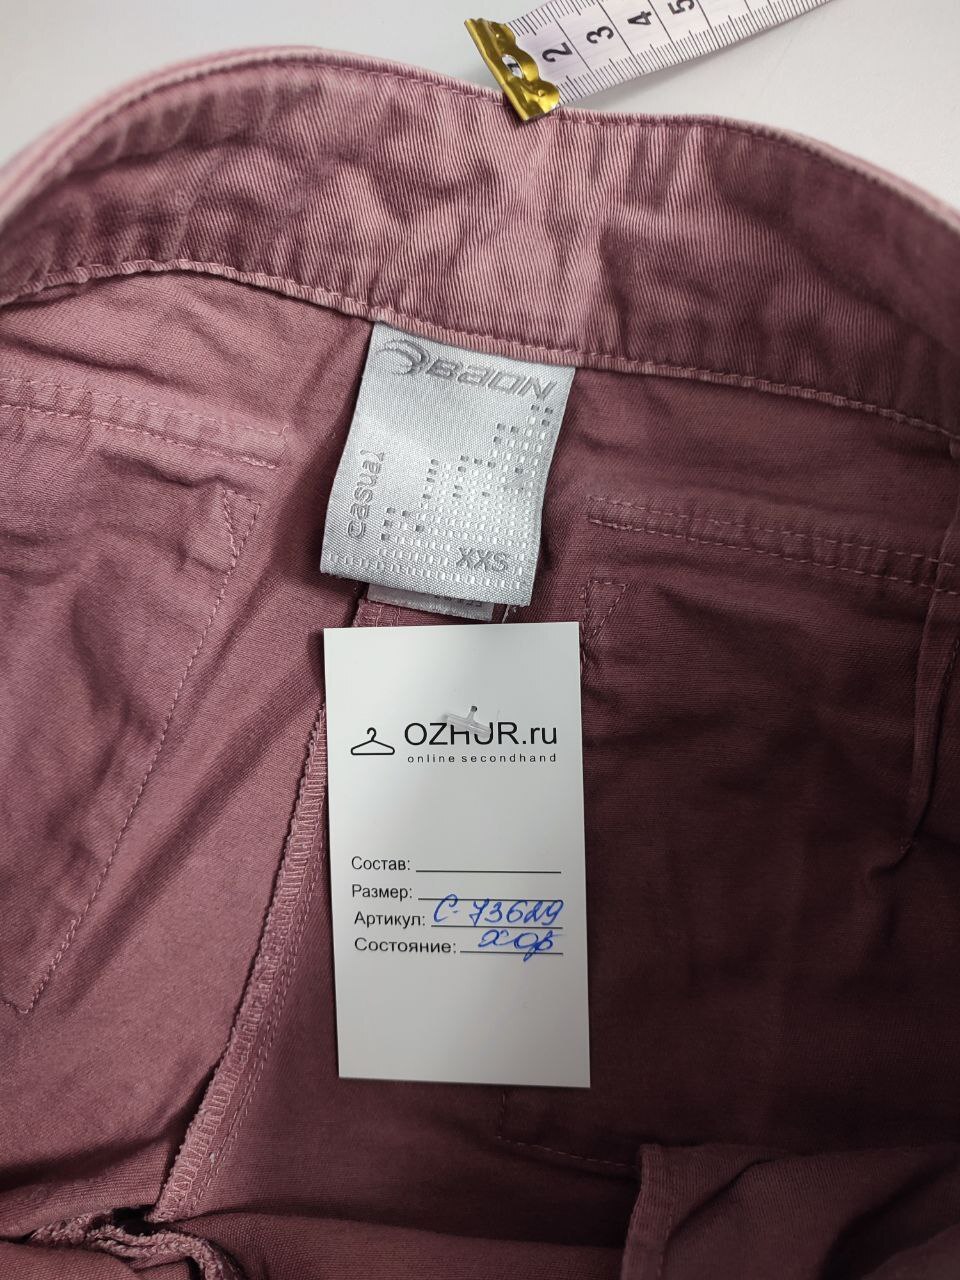 2 3 4 5
BAON
casual
XXS
OZHUR.ru
online secondhand
Состав:
Размер:
Артикул: С-73629
Состояние: хор